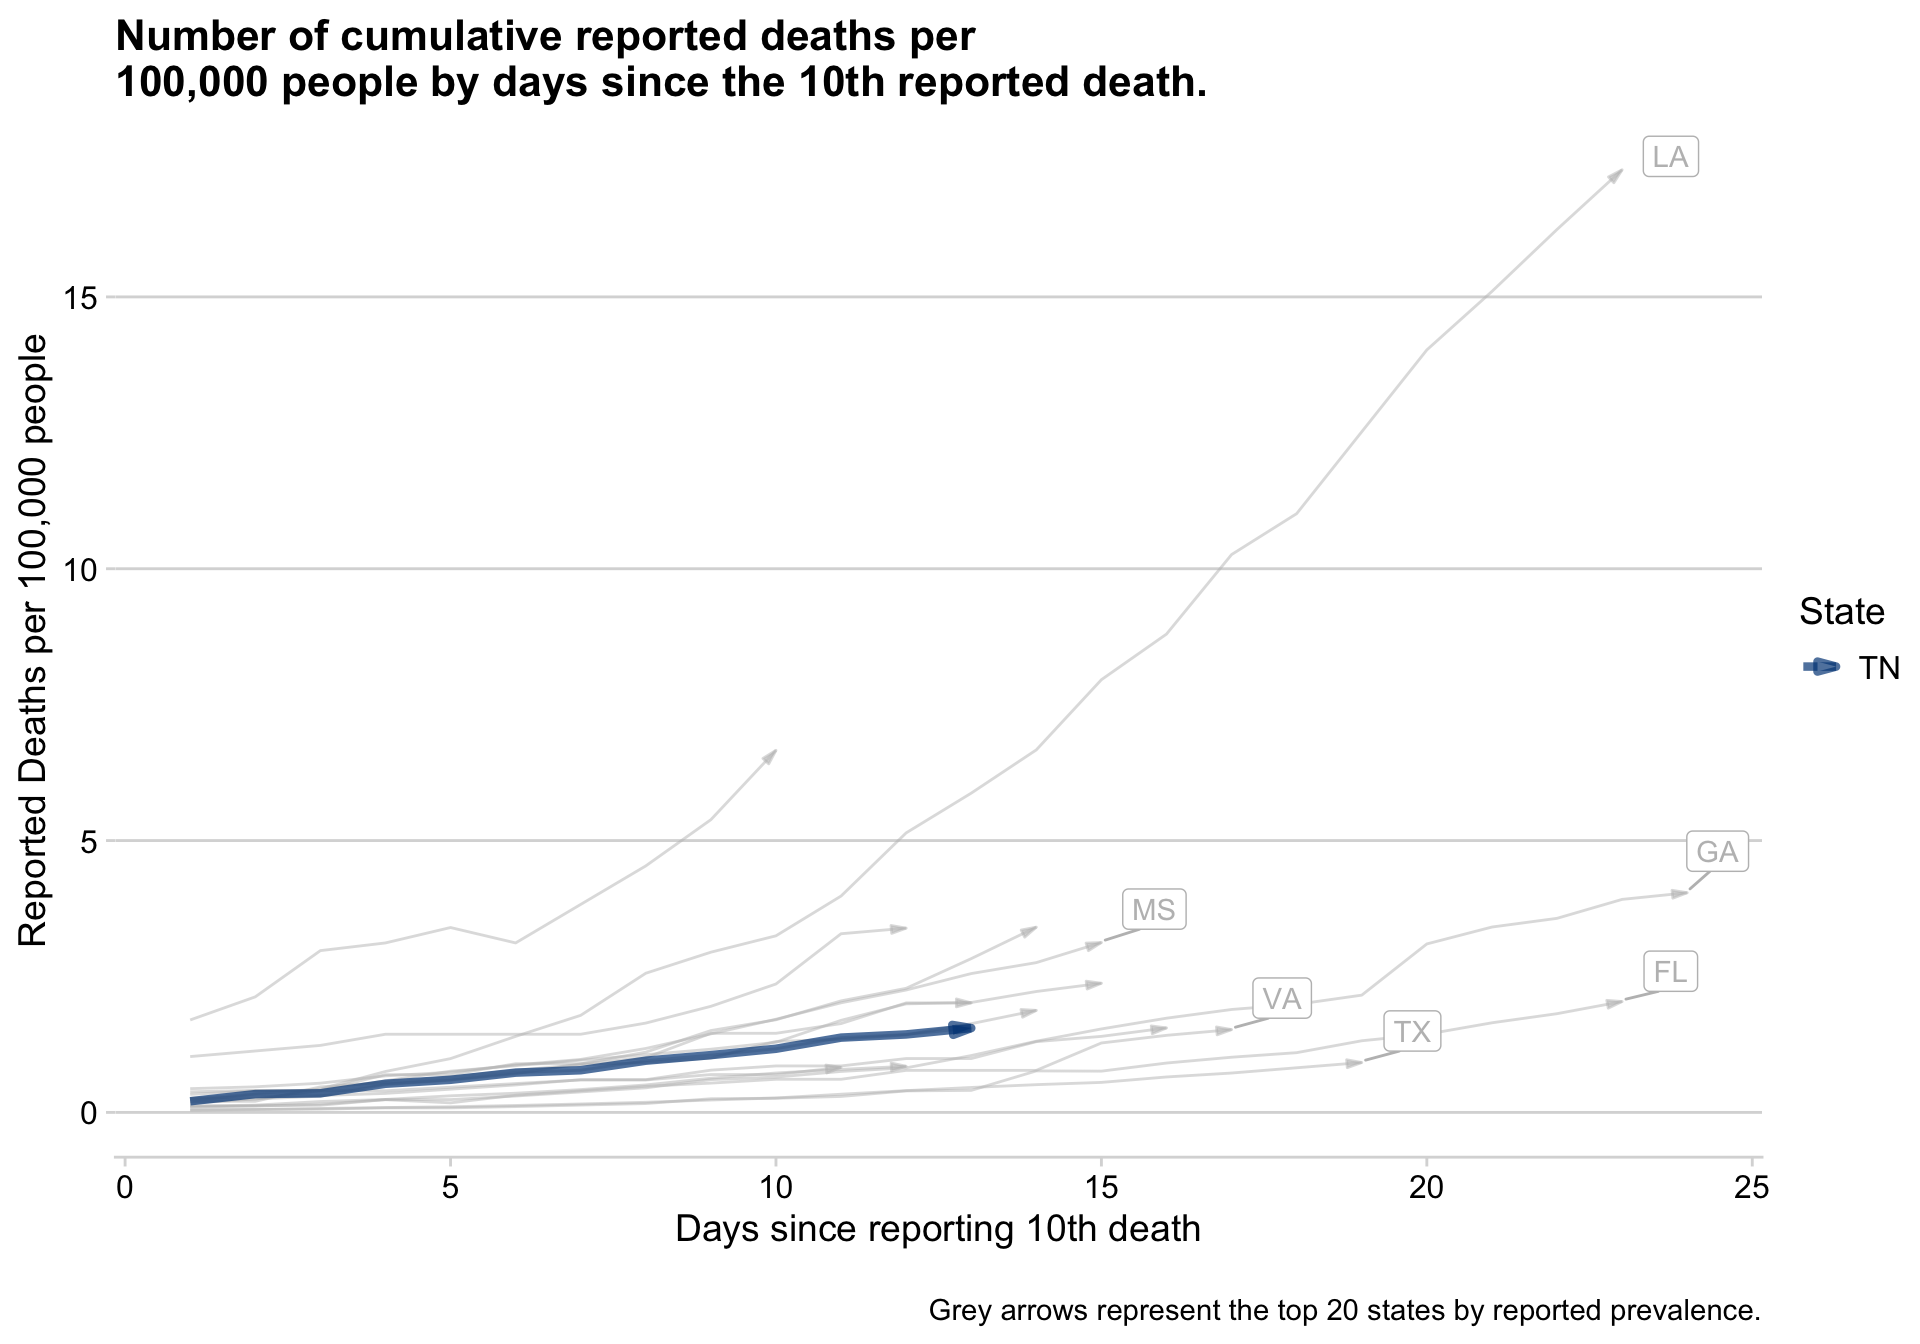 Number of cumulative reported deaths per
100,000 people by days since the 10th reported death.
LA
15
10
5
0
Reported Deaths per 100,000 people
State
TN
GA
MS
FL
VA
TX
0 5 10 15 20 25
Days since reporting 10th death
Grey arrows represent the top 20 states by reported prevalence.